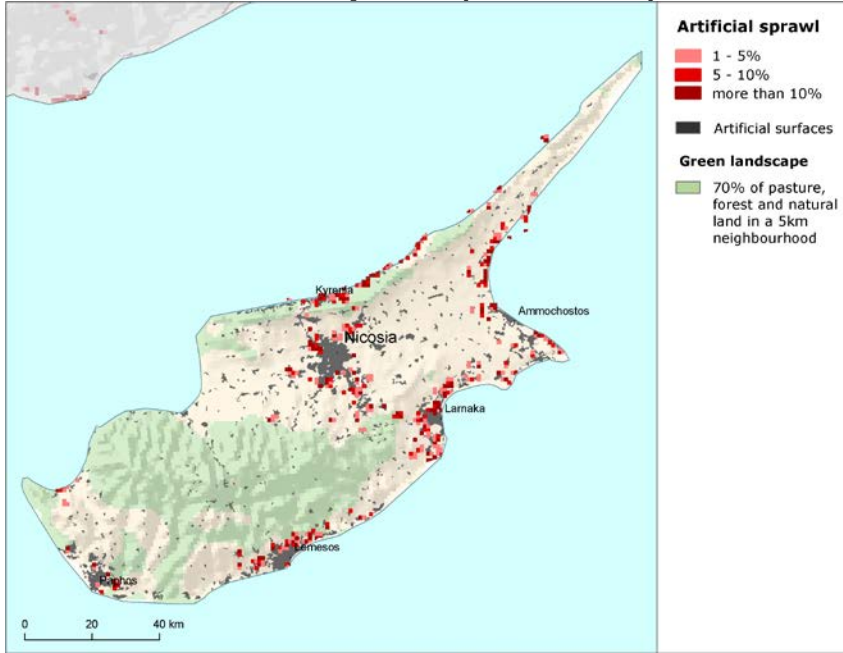 Artificial sprawl
1 - 5%
5 - 10%
more than 10%
Artificial surfaces
Green landscape
70% of pasture,
forest and natural
land in a 5km
neighbourhood
Kyrenia
Ammochostos
Nicosia
Larnaka
Lemesos
Paphos
0 20 40 km